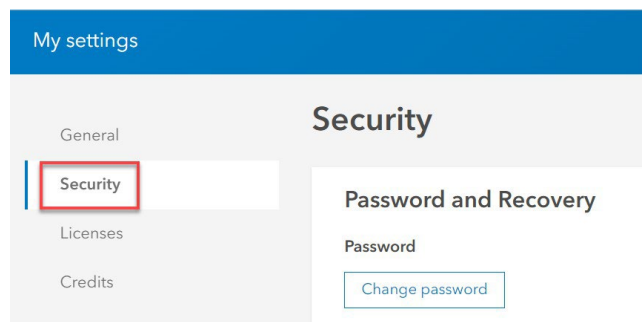 My settings
General
Security
Licenses
Credits
Security
Password and Recovery
Password
Change password